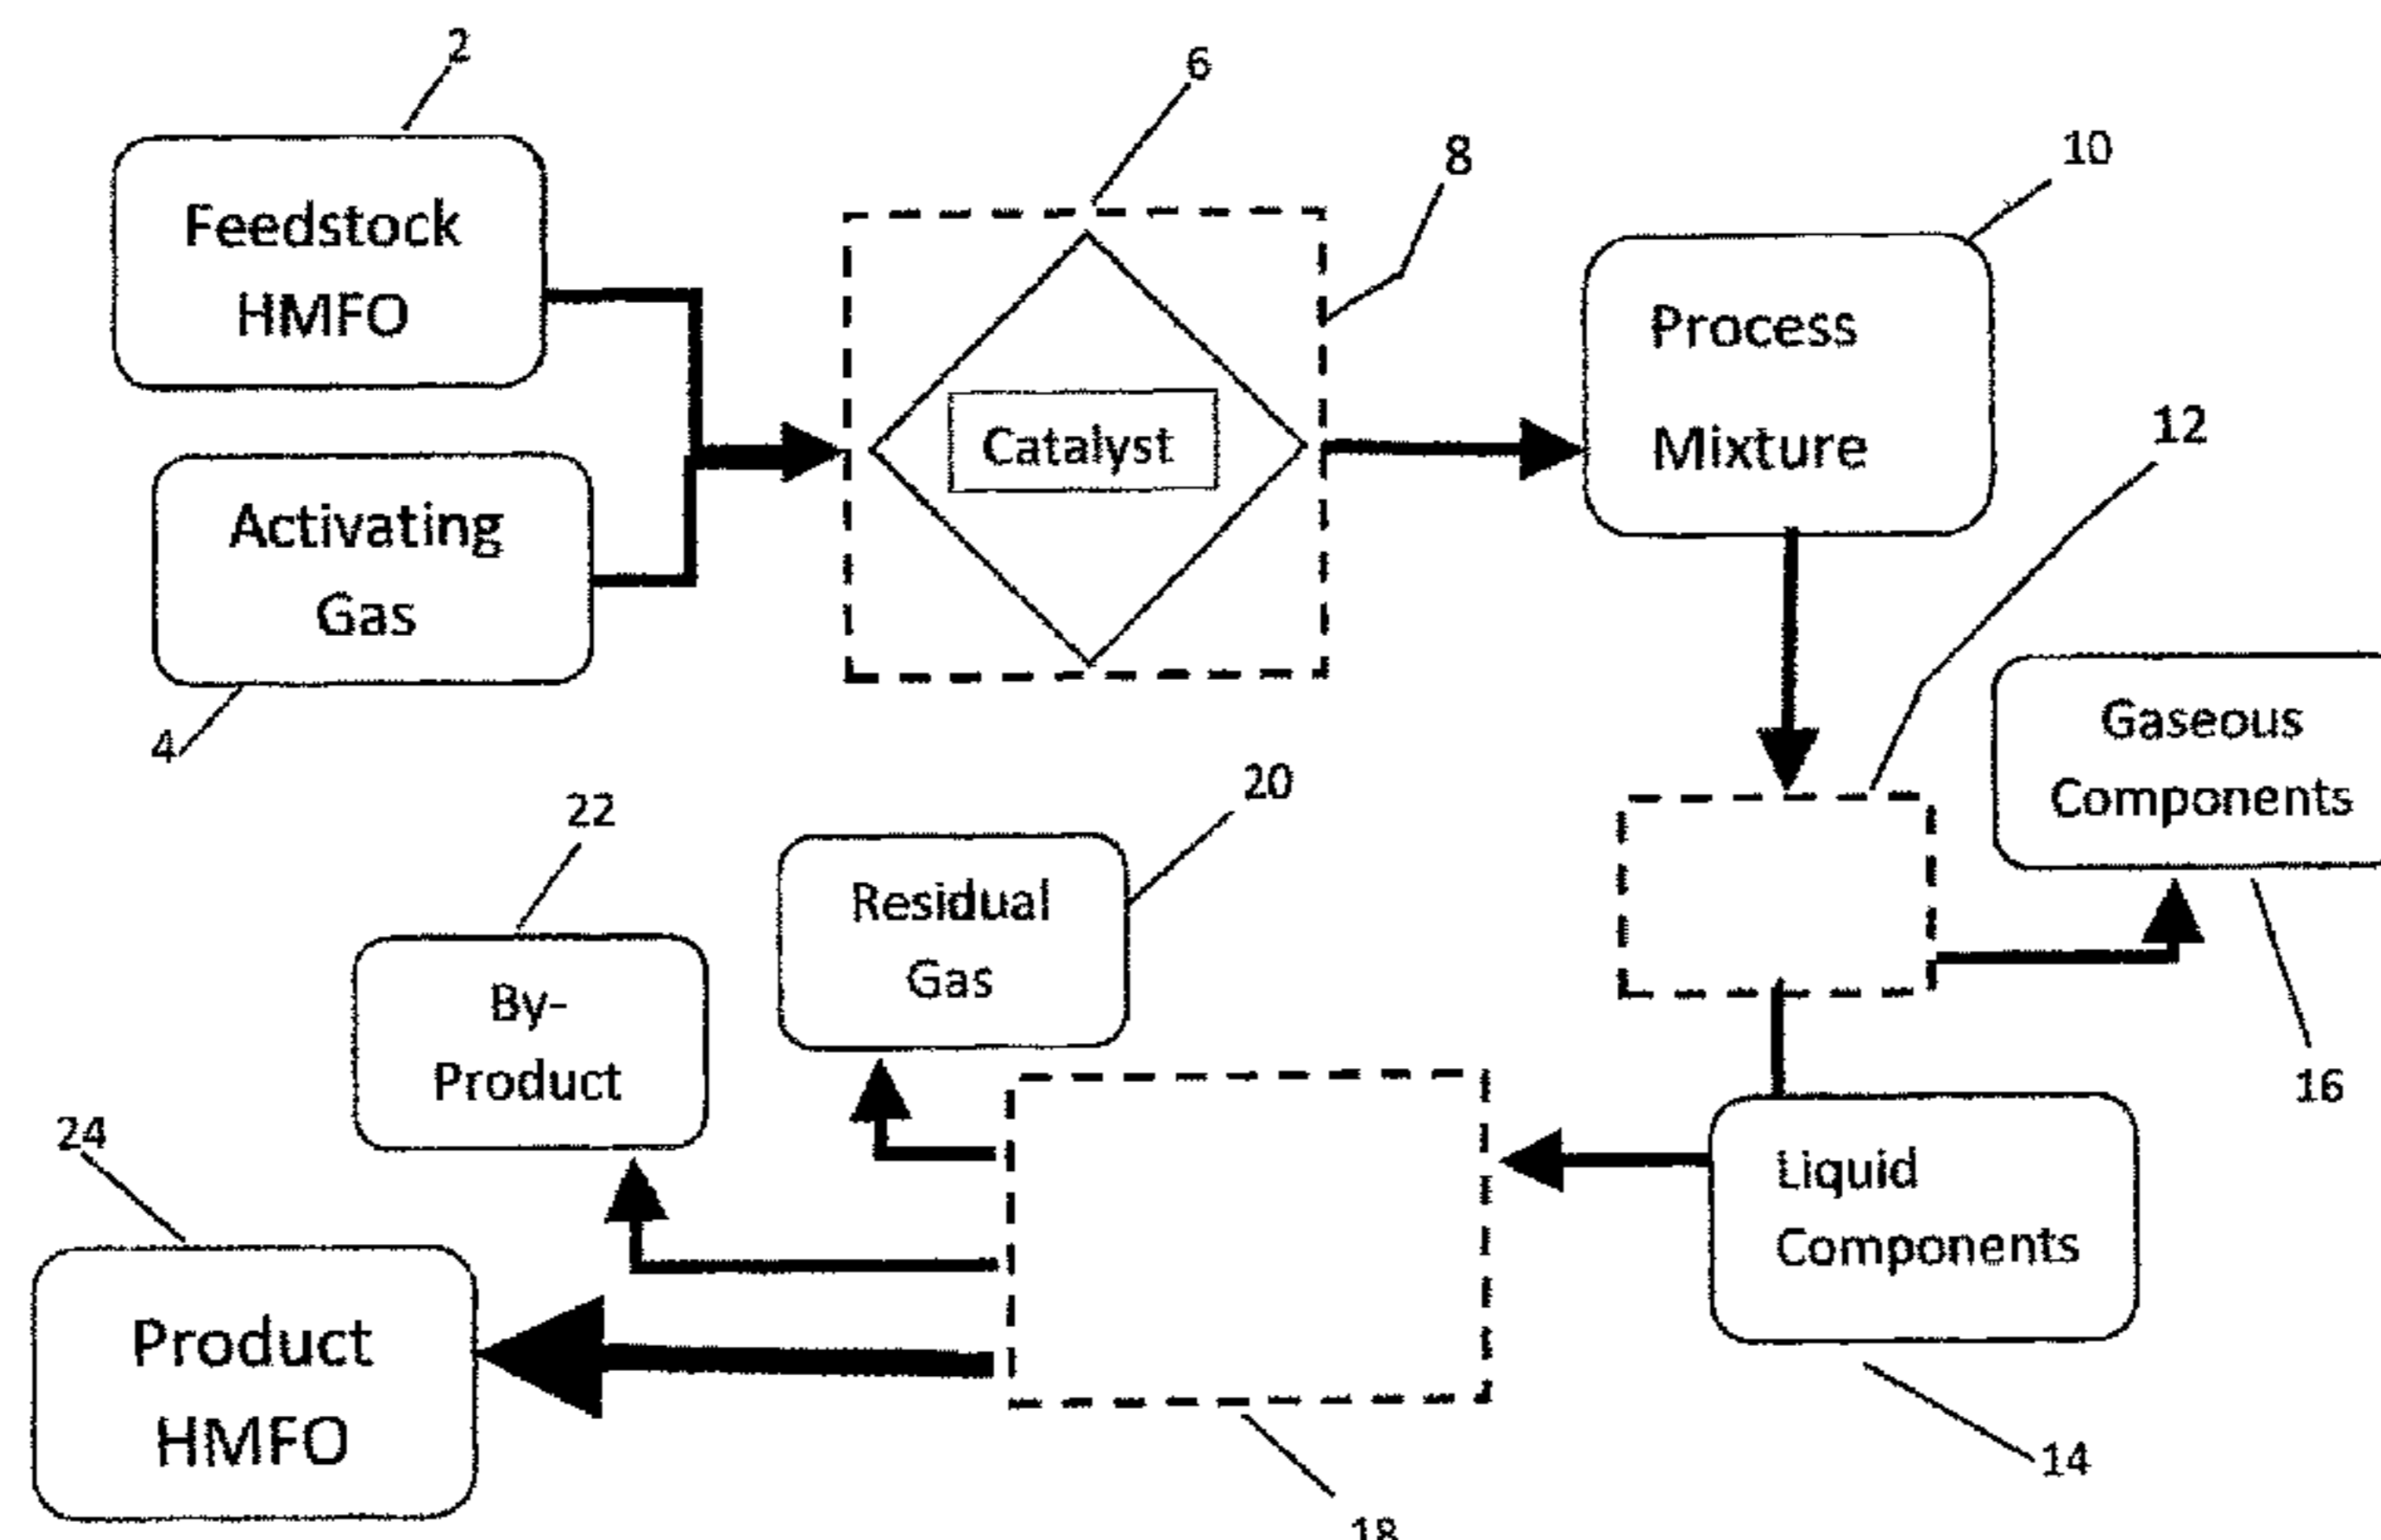 2
6
8
10
Feedstock
HMFO
Catalyst
Process
Mixture
12
Activating
Gas
4
Gaseous
Components
16
22
20
Residual
Gas
By-
Product
24
Liquid
Components
14
Product
HMFO
18